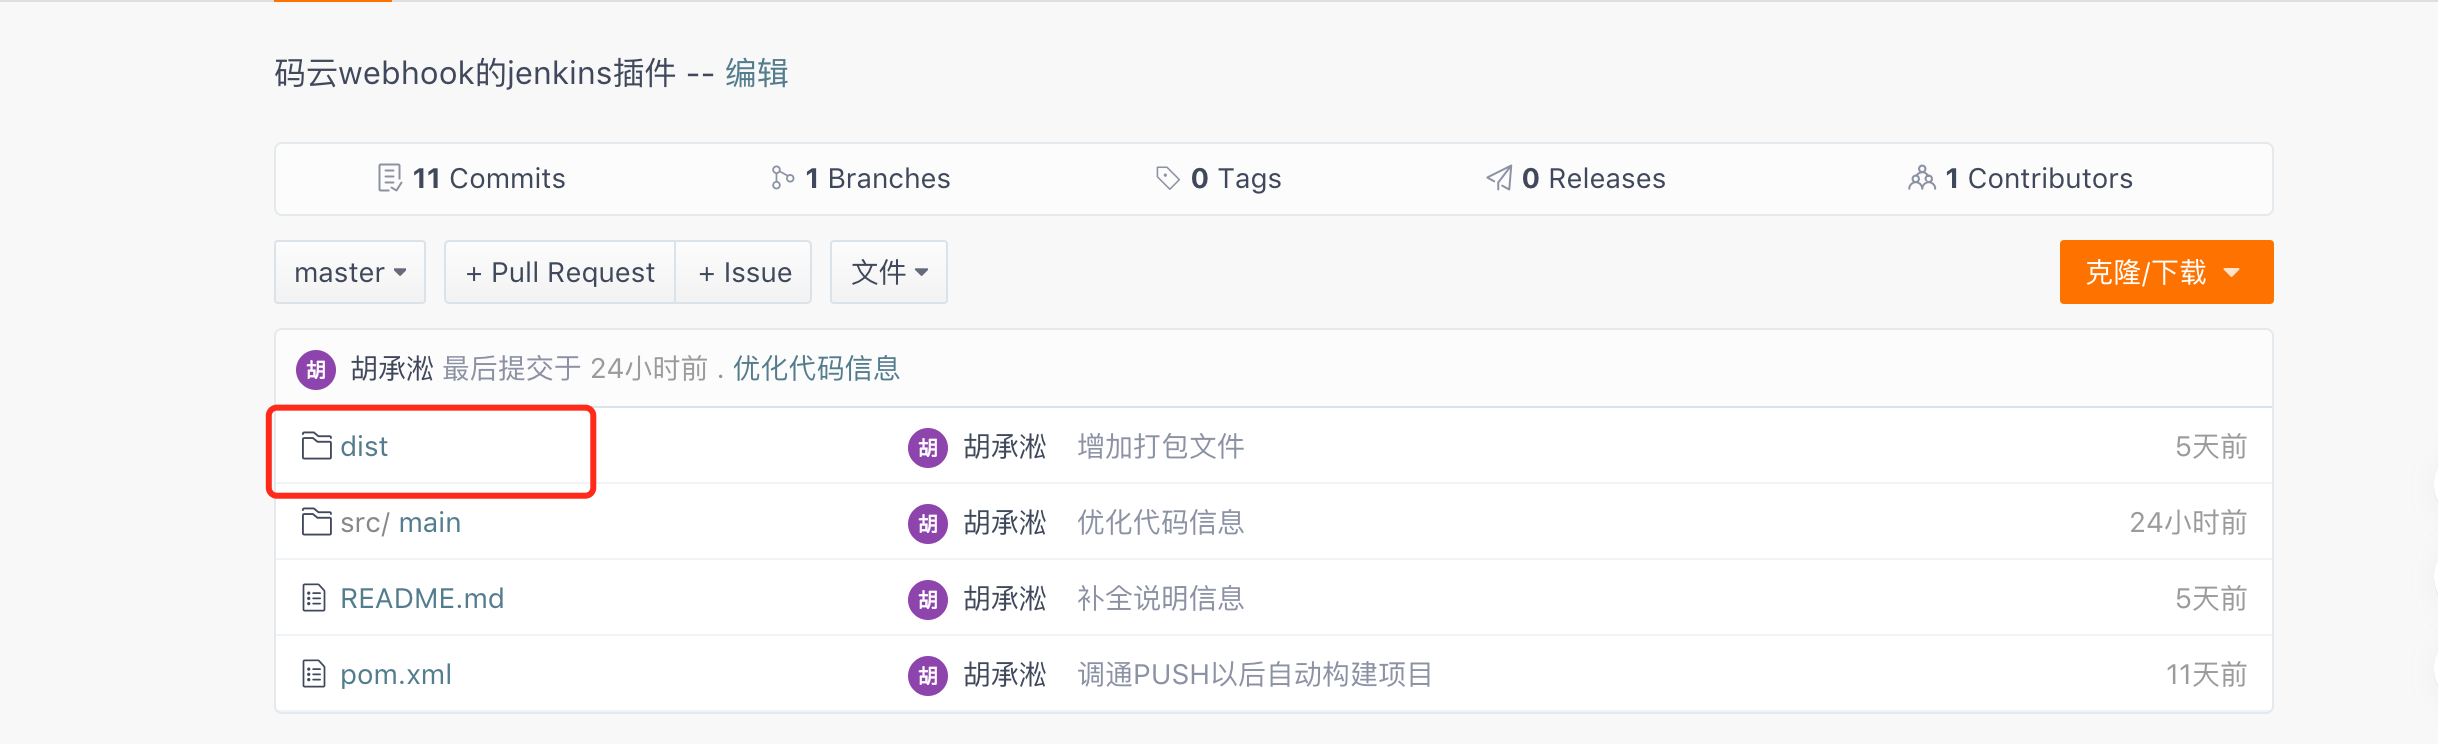 码云webhook的jenkins插件 -- 编辑
11 Commits 1 Branches 0 Tags 0 Releases 1 Contributors
master + Pull Request + Issue 文件 克隆/下载
胡 胡承淞 最后提交于 24小时前 . 优化代码信息
dist 胡 胡承淞 增加打包文件 5天前
src/ main 胡 胡承淞 优化代码信息 24小时前
README.md 胡 胡承淞 补全说明信息 5天前
pom.xml 胡 胡承淞 调通PUSH以后自动构建项目 11天前